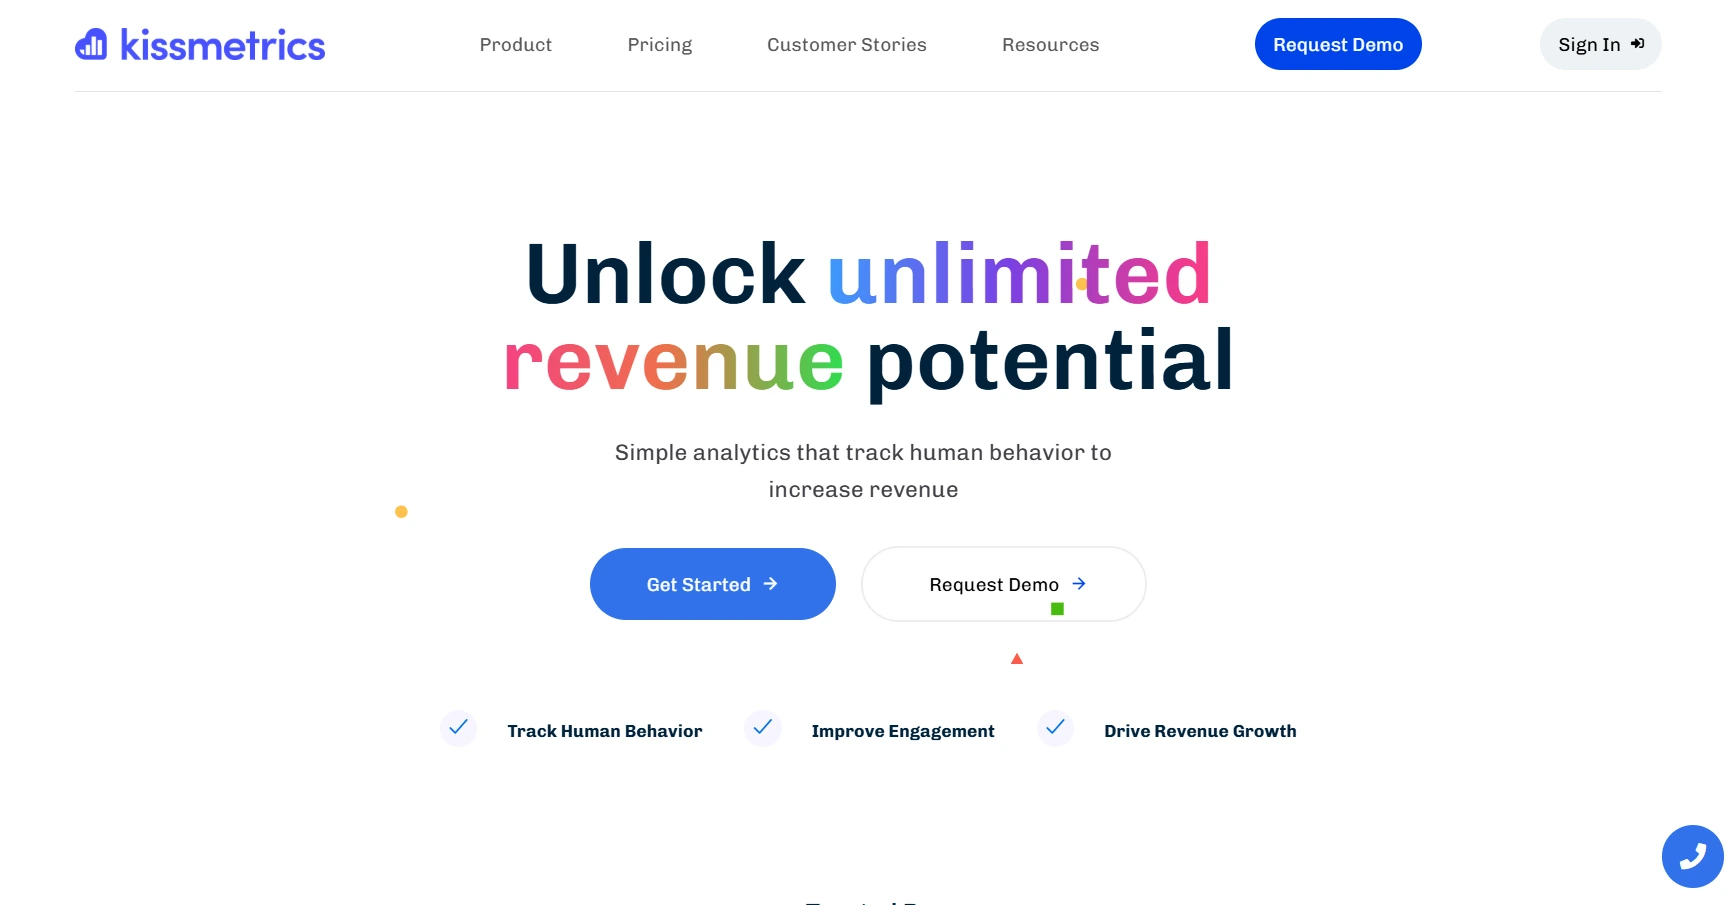 kissmetrics
Product
Pricing
Customer Stories
Resources
Request Demo
Sign In
Unlock unlimited
revenue potential
Simple analytics that track human behavior to
increase revenue
Get Started
Request Demo
Track Human Behavior
Improve Engagement
Drive Revenue Growth